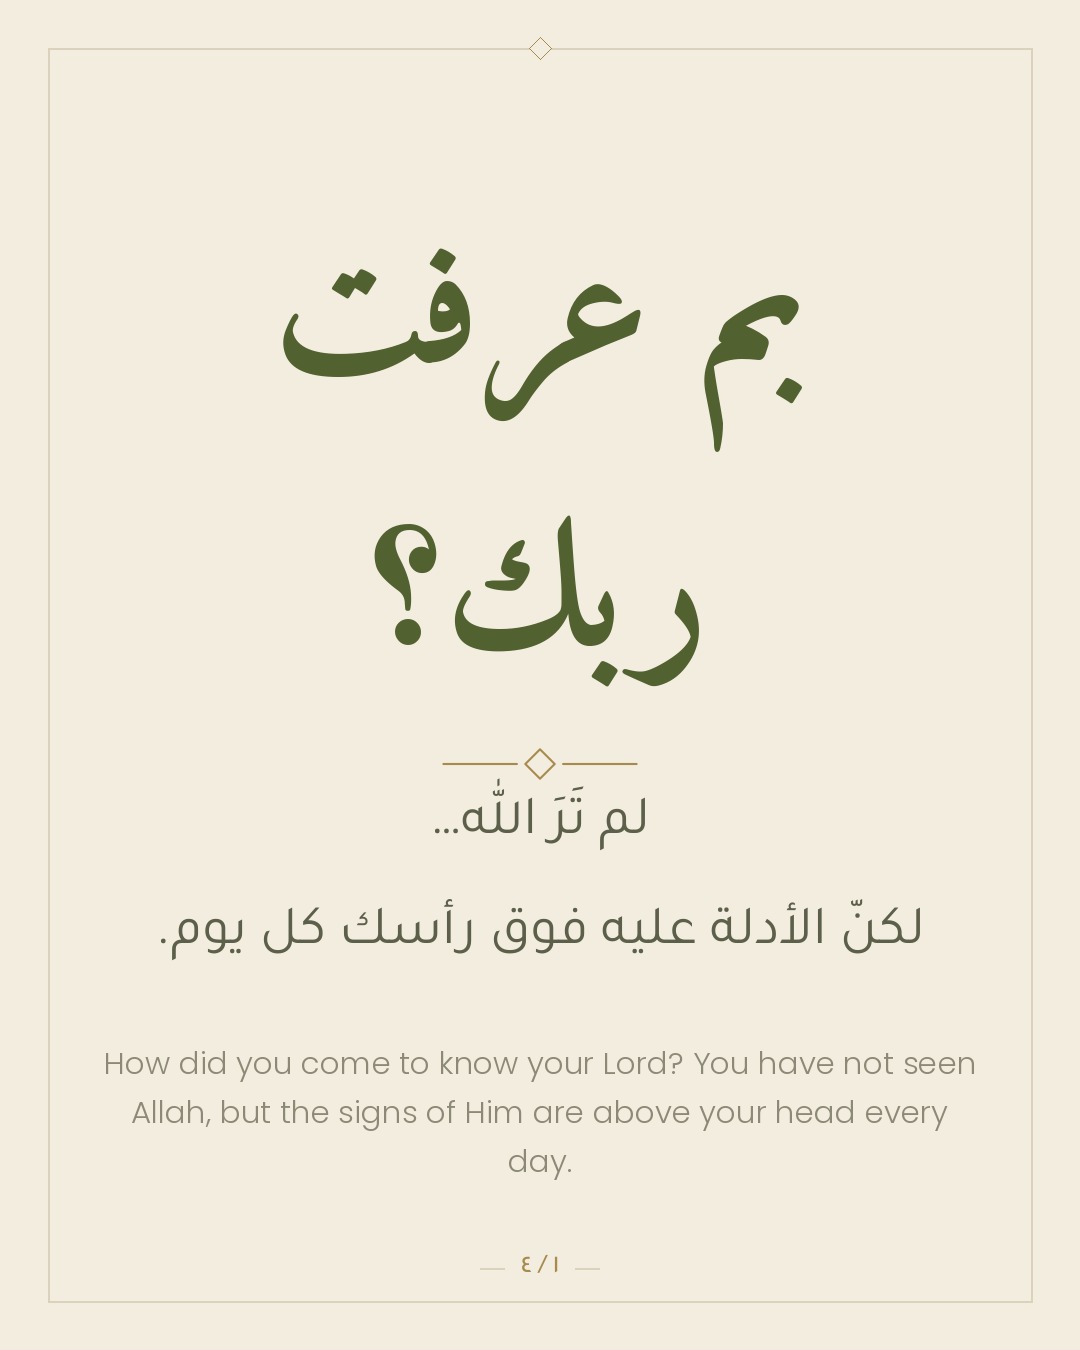 بم عرفت
ربك؟
لم تَرَ اللّٰه...
لكنّ الأدلة عليه فوق رأسك كل يوم.
How did you come to know your Lord? You have not seen
Allah, but the signs of Him are above your head every
day.
١ / ٤